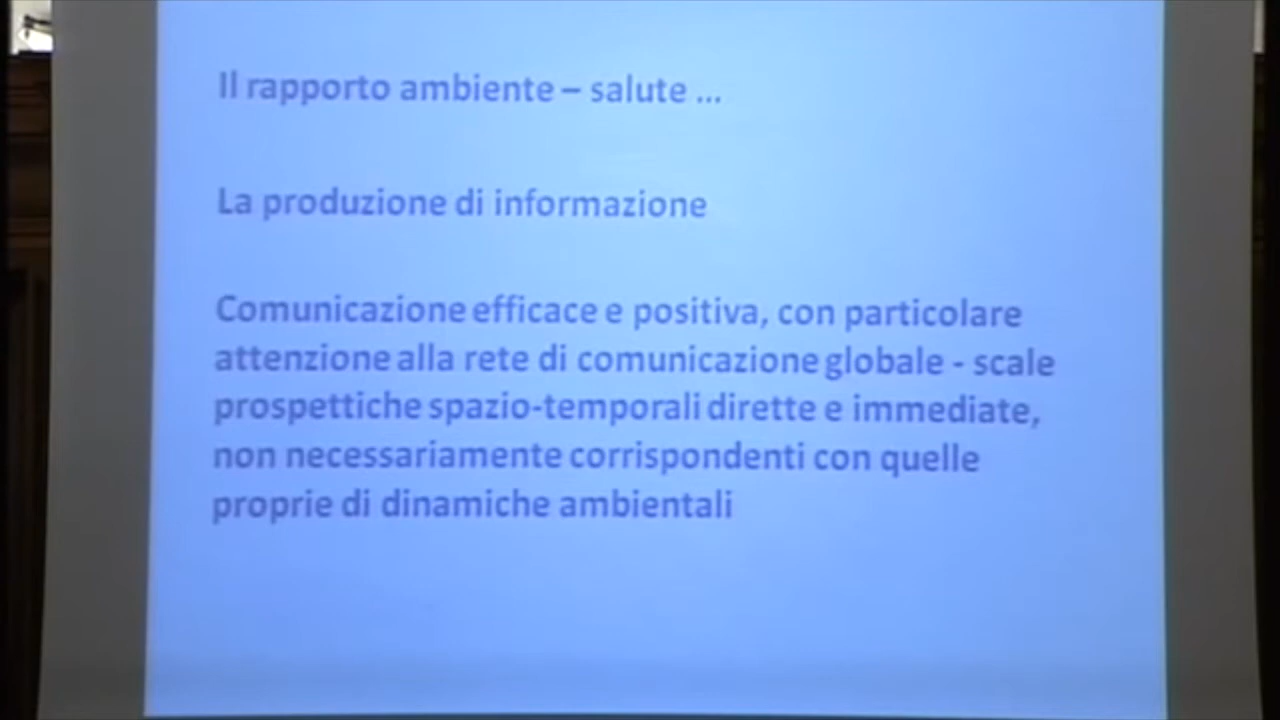 Il rapporto ambiente – salute ...
La produzione di informazione
Comunicazione efficace e positiva, con particolare
attenzione alla rete di comunicazione globale - scale
prospettiche spazio-temporali dirette e immediate,
non necessariamente corrispondenti con quelle
proprie di dinamiche ambientali